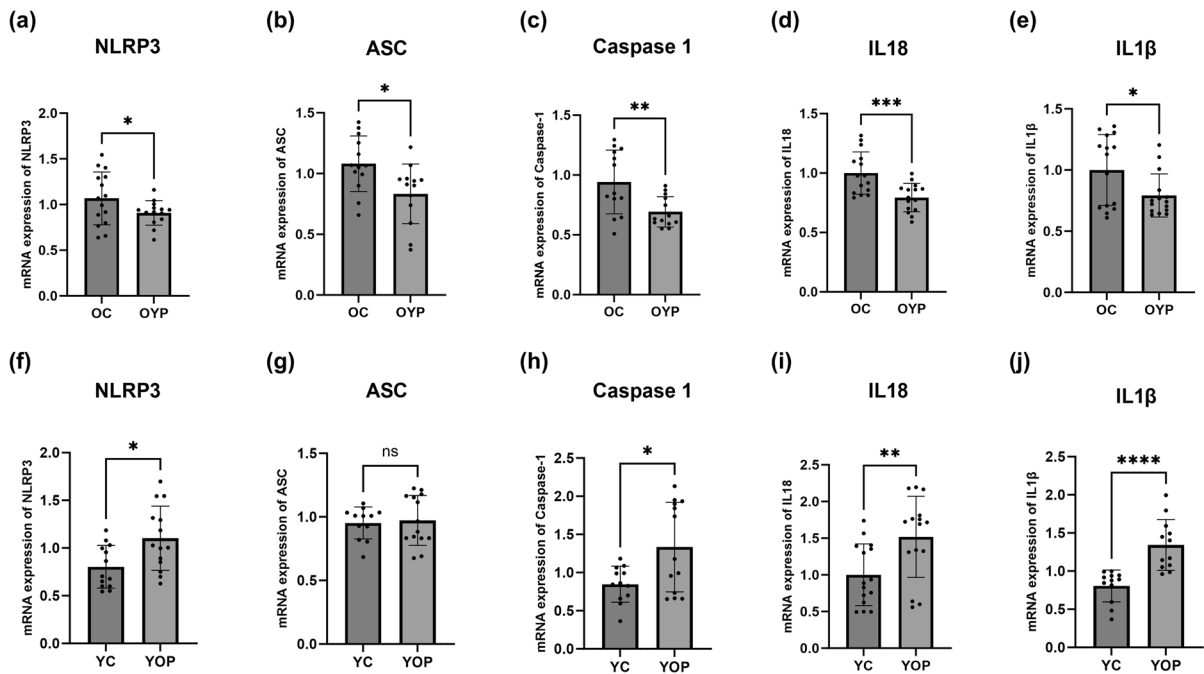 (a) (b) (c) (d) (e)
NLRP3 ASC Caspase 1 IL18 IL1β
mRNA expression of NLRP3
2.0
1.5
1.0
0.5
0.0
*
OC OYP
mRNA expression of ASC
1.5
1.0
0.5
0.0
*
OC OYP
mRNA expression of Caspase-1
1.5
1.0
0.5
0.0
**
OC OYP
mRNA expression of IL18
1.5
1.0
0.5
0.0
***
OC OYP
mRNA expression of IL1β
1.5
1.0
0.5
0.0
*
OC OYP
(f) (g) (h) (i) (j)
NLRP3 ASC Caspase 1 IL18 IL1β
mRNA expression of NLRP3
2.0
1.5
1.0
0.5
0.0
*
YC YOP
mRNA expression of ASC
1.5
1.0
0.5
0.0
ns
YC YOP
mRNA expression of Caspase-1
2.5
2.0
1.5
1.0
0.5
0.0
*
YC YOP
mRNA expression of IL18
2.5
2.0
1.5
1.0
0.5
0.0
**
YC YOP
mRNA expression of IL1β
2.5
2.0
1.5
1.0
0.5
0.0
****
YC YOP